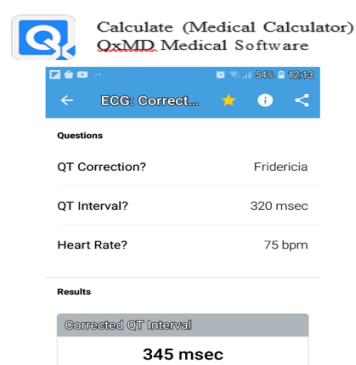 Calculate (Medical Calculator)
QxMD Medical Software
54% 12:13
ECG: Correct...
Questions
QT Correction? Fridericia
QT Interval? 320 msec
Heart Rate? 75 bpm
Results
Corrected QT Interval
345 msec